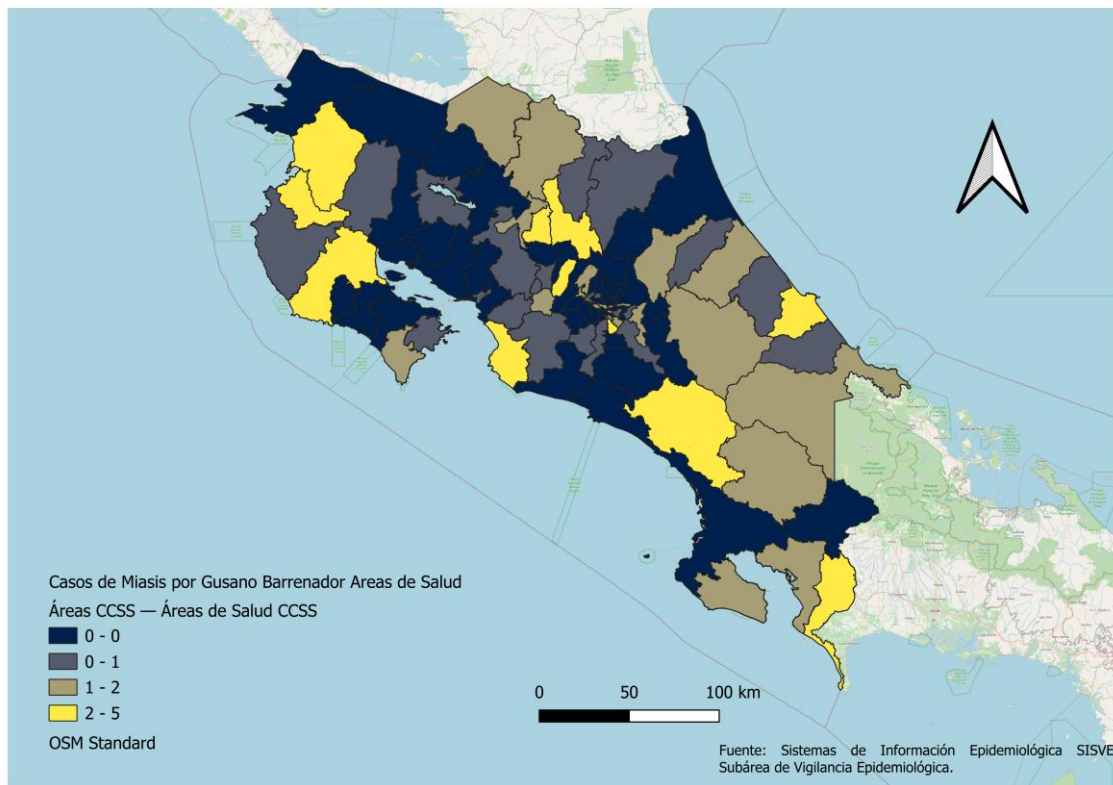 Casos de Miasis por Gusano Barrenador Areas de Salud
Áreas CCSS — Áreas de Salud CCSS
0 - 0
0 - 1
1 - 2
2 - 5
OSM Standard
0 50 100 km
Fuente: Sistemas de Información Epidemiológica SISVE
Subárea de Vigilancia Epidemiológica.